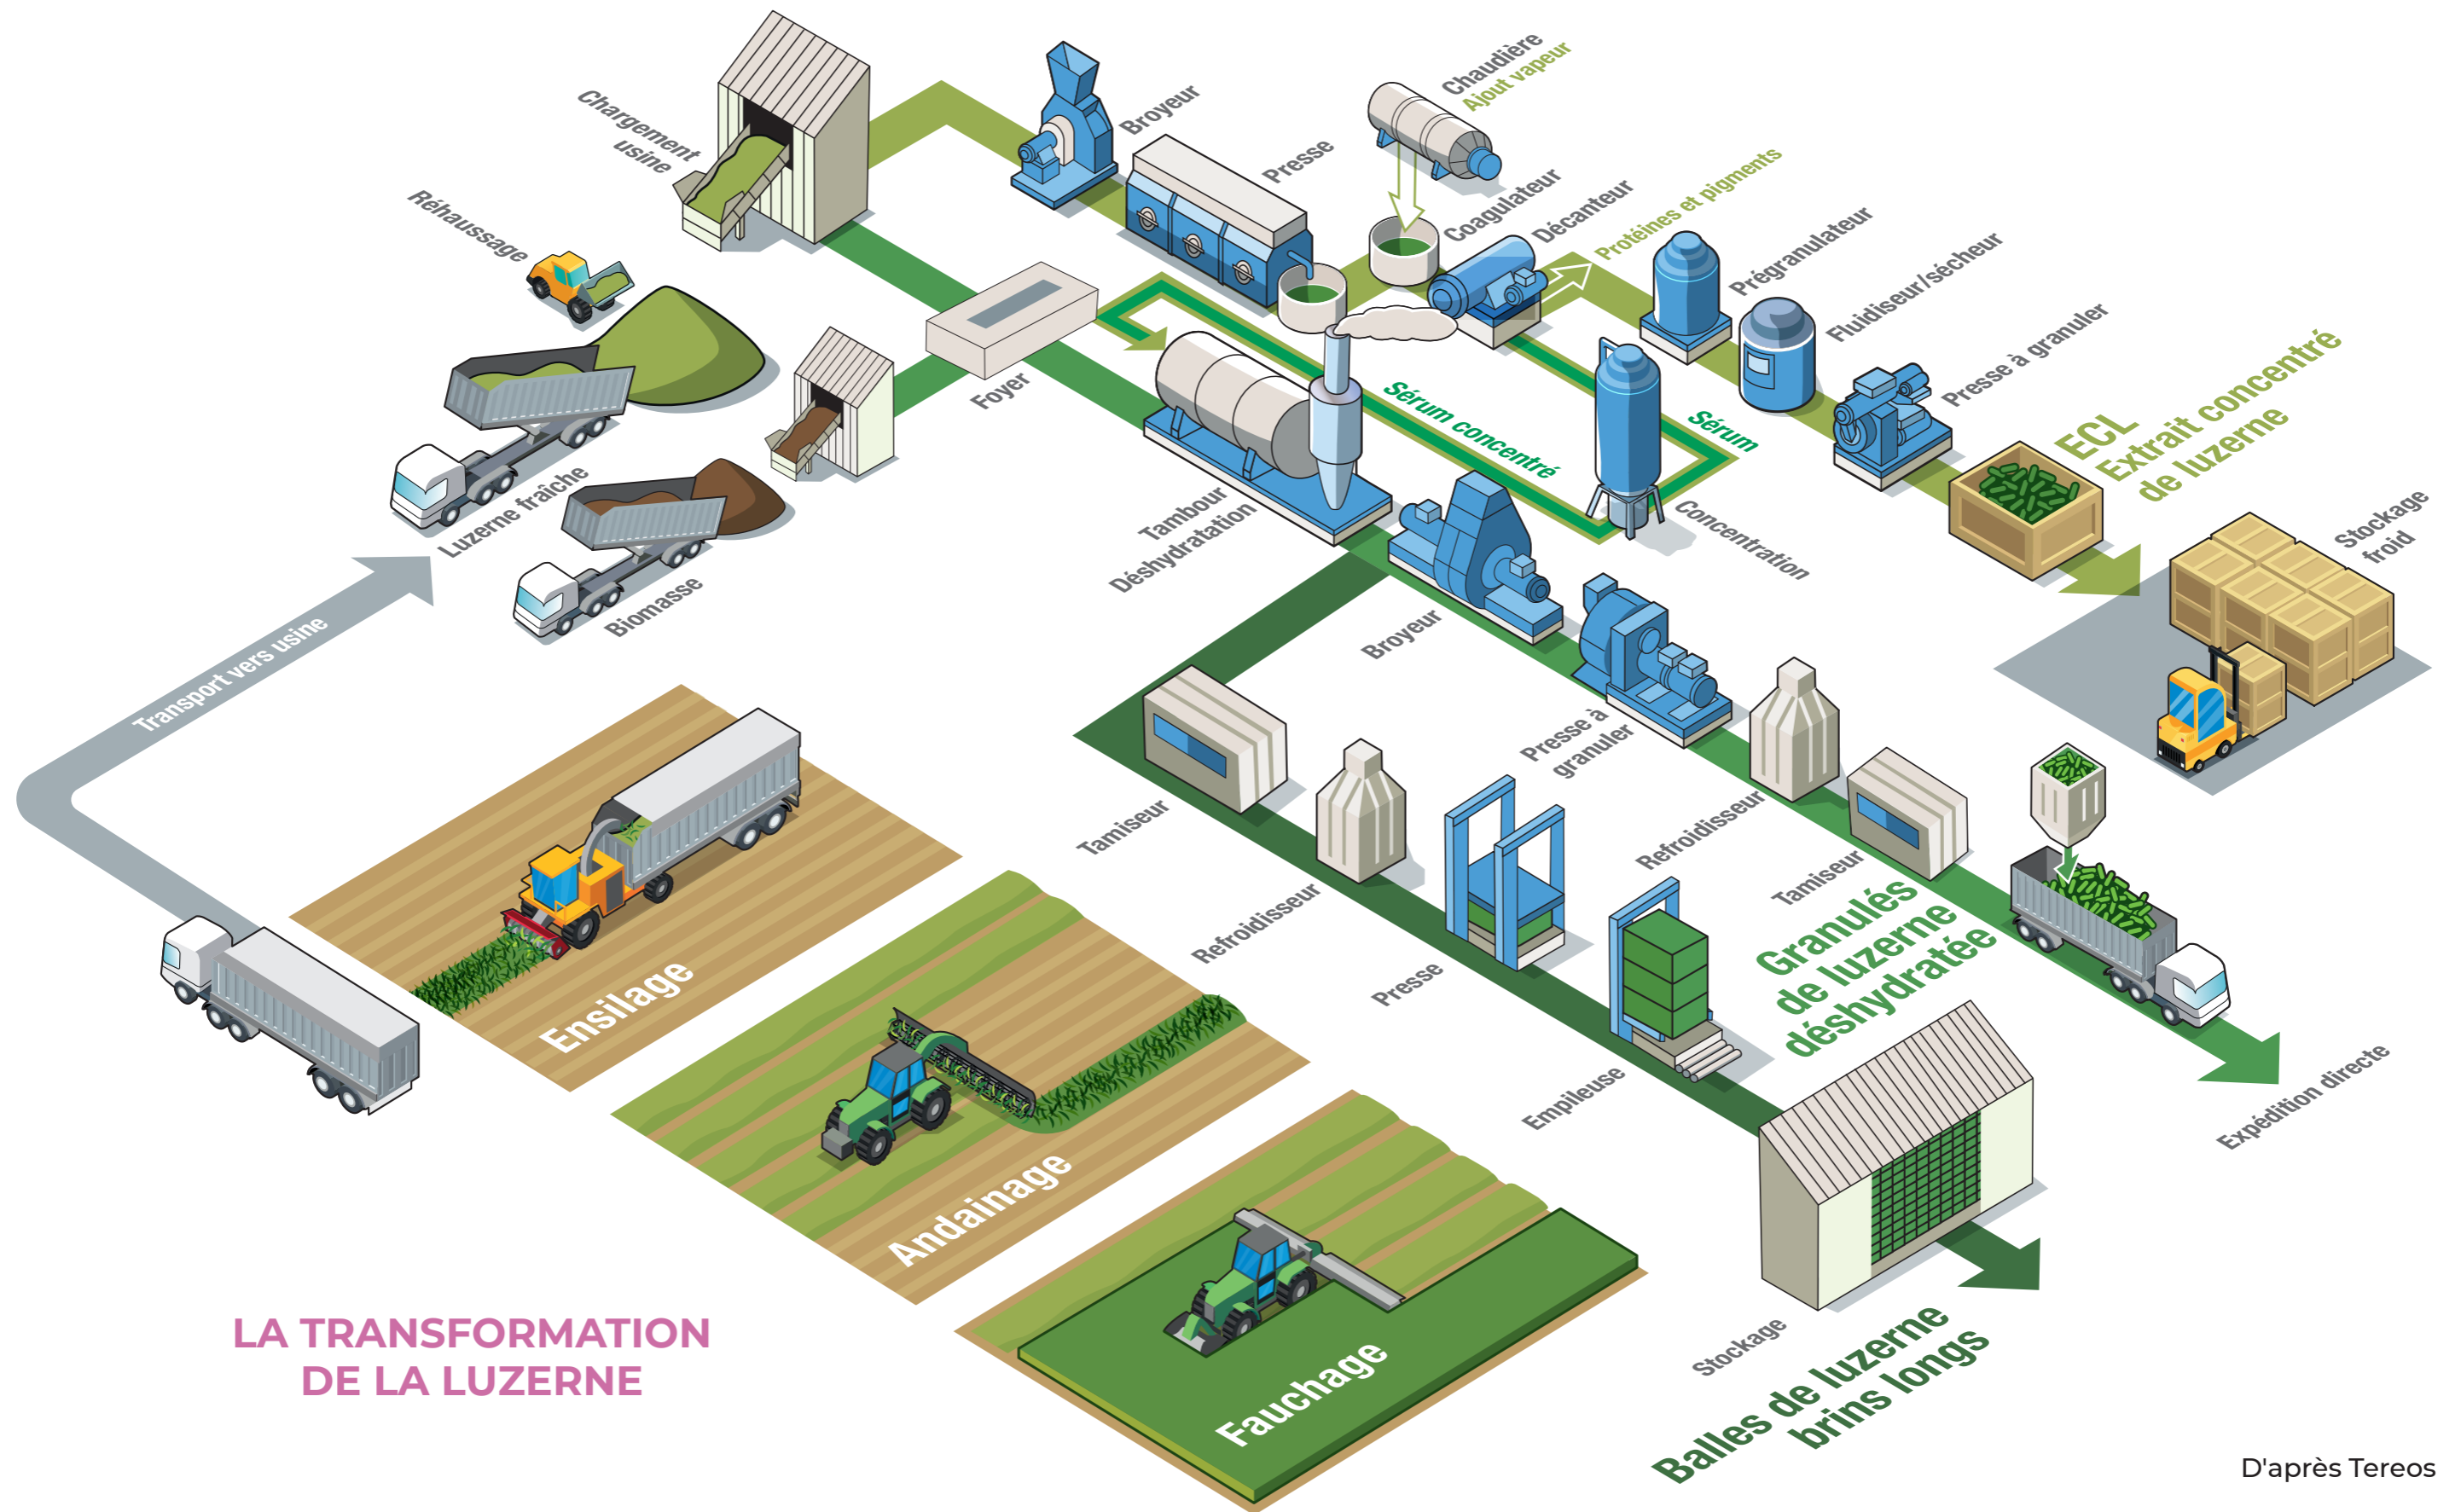 Chargement
usine
Réhaussage
Luzerne fraîche
Biomasse
Transport vers usine
Broyeur
Presse
Chaudière
Ajout vapeur
Coagulateur
Décanteur
Protéines et pigments
Prégranulateur
Fluidiseur/sécheur
Presse à granuler
ECL
Extrait concentré
de luzerne
Stockage
froid
Foyer
Sérum concentré
Sérum
Concentration
Tambour
Déshydratation
Broyeur
Presse à
granuler
Refroidisseur
Tamiseur
Granulés
de luzerne
déshydratée
Expédition directe
Tamiseur
Refroidisseur
Presse
Empileuse
Stockage
Balles de luzerne
brins longs
Ensilage
Andainage
Fauchage
LA TRANSFORMATION
DE LA LUZERNE
D'après Tereos